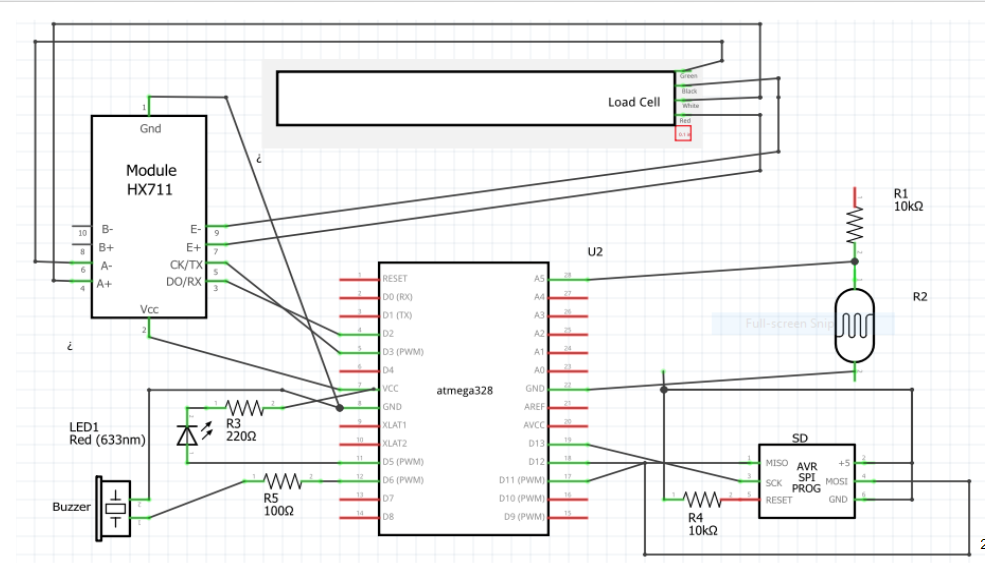 Green
Black
White
Red
Load Cell
1
Gnd
¿
Module
HX711
R1
10kΩ
10
B-
E-
9
8
B+
E+
7
6
A-
CK/TX
5
4
A+
DO/RX
3
Vcc
2
¿
U2
R2
Full-screen Snip
1
RESET
A5
28
2
D0 (RX)
A4
27
3
D1 (TX)
A3
26
4
D2
A2
25
5
D3 (PWM)
A1
24
6
D4
A0
23
7
VCC
GND
22
8
GND
AREF
21
9
XLAT1
AVCC
20
10
XLAT2
D13
19
11
D5 (PWM)
D12
18
12
D6 (PWM)
D11 (PWM)
17
13
D7
D10 (PWM)
16
14
D8
D9 (PWM)
15
atmega328
LED1
Red (633nm)
1
2
R3
220Ω
Buzzer
1
2
R5
100Ω
SD
AVR
SPI
PROG
1
MISO
+5
2
3
SCK
MOSI
4
5
RESET
GND
6
1
2
R4
10kΩ
2